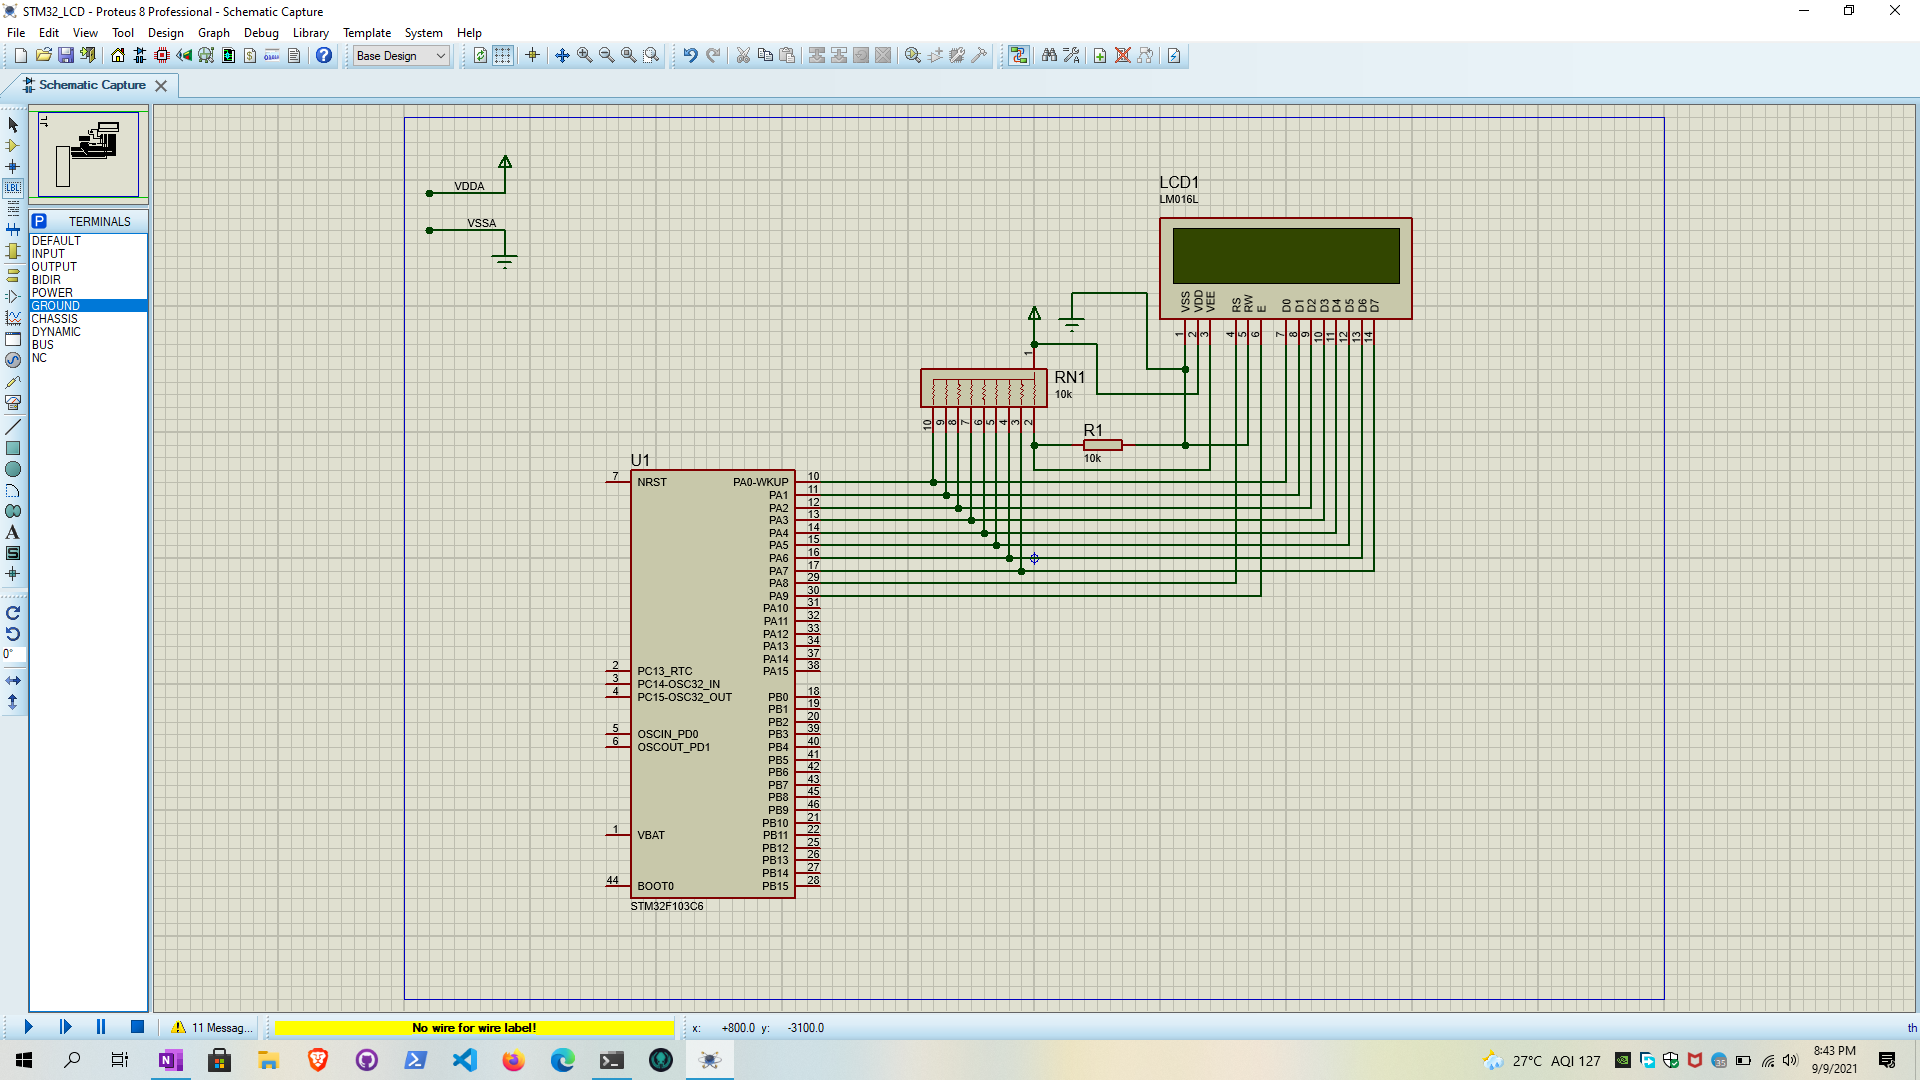 STM32_LCD - Proteus 8 Professional - Schematic Capture
File Edit View Tool Design Graph Debug Library Template System Help
Base Design
Schematic Capture
LBL
P TERMINALS
DEFAULT
INPUT
OUTPUT
BIDIR
POWER
GROUND
CHASSIS
DYNAMIC
BUS
NC
A
S
0°
VDDA
VSSA
LCD1
LM016L
VSS VDD VEE RS RW E D0 D1 D2 D3 D4 D5 D6 D7
1 2 3 4 5 6 7 8 9 10 11 12 13 14
1
RN1
10k
10 9 8 7 6 5 4 3 2
R1
10k
U1
7 NRST PA0-WKUP 10
PA1 11
PA2 12
PA3 13
PA4 14
PA5 15
PA6 16
PA7 17
PA8 29
PA9 30
PA10 31
PA11 32
PA12 33
PA13 34
PA14 37
2 PC13_RTC PA15 38
3 PC14-OSC32_IN
4 PC15-OSC32_OUT PB0 18
PB1 19
PB2 20
5 OSCIN_PD0 PB3 39
6 OSCOUT_PD1 PB4 40
PB5 41
PB6 42
PB7 43
PB8 45
PB9 46
PB10 21
1 VBAT PB11 22
PB12 25
PB13 26
PB14 27
44 BOOT0 PB15 28
STM32F103C6
11 Messag... No wire for wire label! x: +800.0 y: -3100.0 th
27°C AQI 127 8:43 PM
9/9/2021